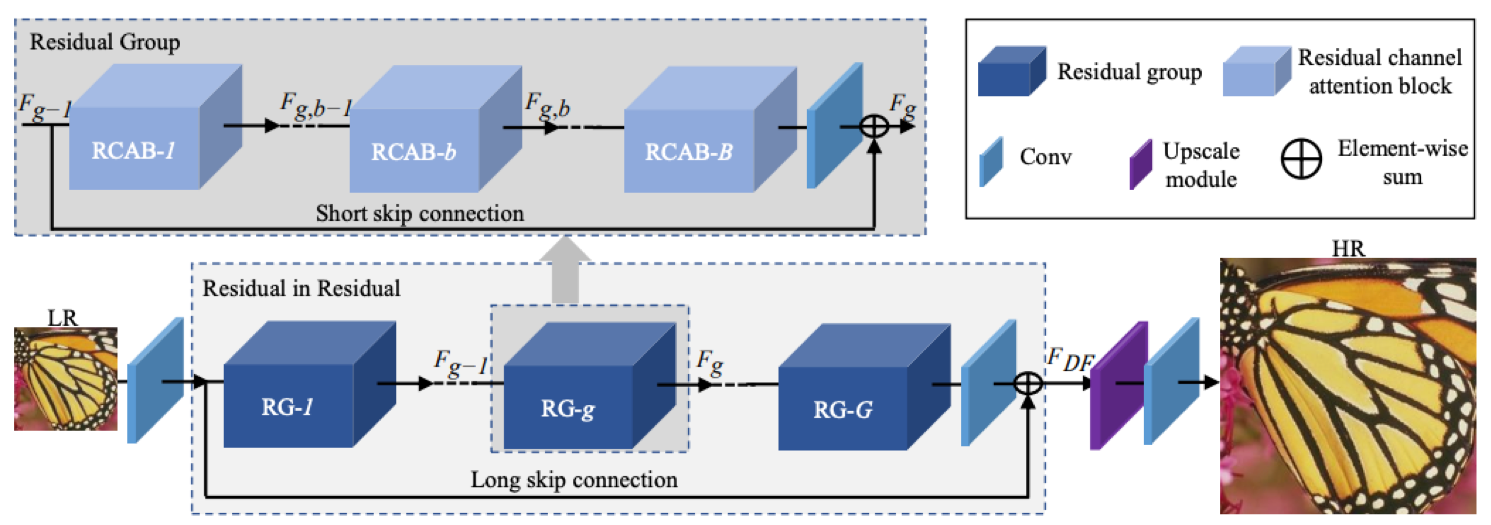 Residual Group
F_{g-1}
F_{g,b-1}
F_{g,b}
F_g
RCAB-1
RCAB-b
RCAB-B
Short skip connection
Residual group
Residual channel
attention block
Conv
Upscale
module
Element-wise
sum
Residual in Residual
LR
F_{g-1}
F_g
F_{DF}
HR
RG-1
RG-g
RG-G
Long skip connection